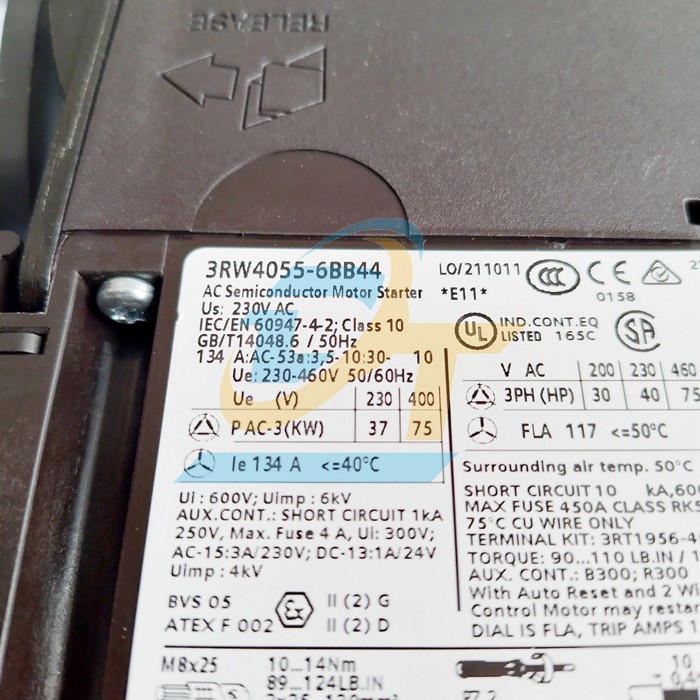 RELEASE
3RW4055-6BB44
LO/211011
AC Semiconductor Motor Starter
*E11*
0158
Us: 230V AC
IEC/EN 60947-4-2; Class 10
GB/T14048.6 / 50Hz
134 A:AC-53a:3,5-10:30- 10
Ue: 230-460V 50/60Hz
Ue (V) 230 400
P AC-3(KW) 37 75
Ie 134 A <=40°C
Ui: 600V; Uimp: 6kV
AUX.CONT.: SHORT CIRCUIT 1kA
250V, Max. Fuse 4 A, Ui: 300V;
AC-15:3A/230V; DC-13:1A/24V
Uimp: 4kV
BVS 05 II (2) G
ATEX F 002 II (2) D
CCC CE
UL IND.CONT.EQ
LISTED 165C SA
V AC 200 230 460
3PH (HP) 30 40 75
FLA 117 <=50°C
Surrounding air temp. 50°C
SHORT CIRCUIT 10 kA,600
MAX FUSE 450A CLASS RK5
75°C CU WIRE ONLY
TERMINAL KIT: 3RT1956-4
TORQUE: 90...110 LB.IN / 1
AUX. CONT.: B300; R300
With Auto Reset and 2 Wi
Control Motor may restar
DIAL IS FLA, TRIP AMPS 1
M8x25 10...14Nm 10
89...124LB.IN